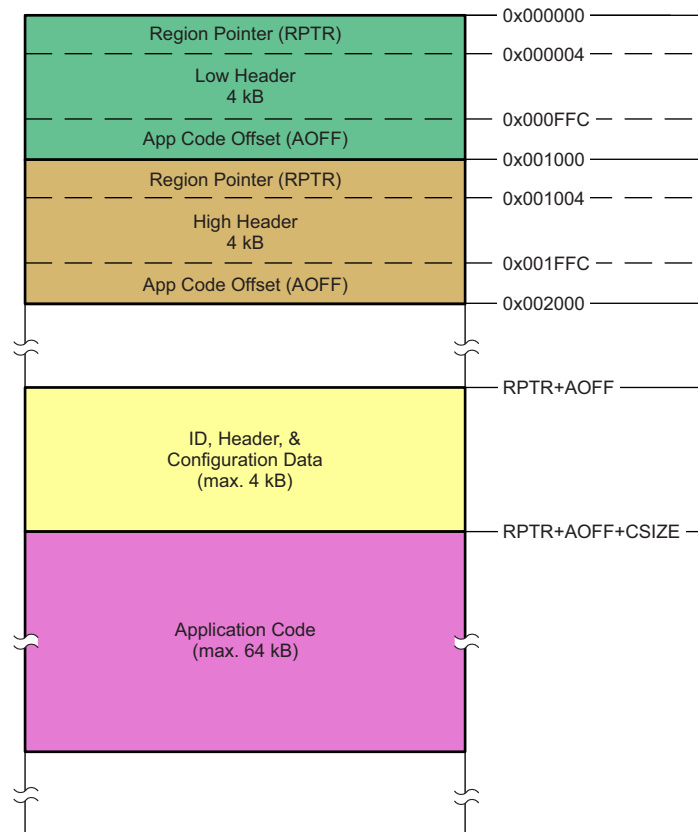 0x000000
Region Pointer (RPTR)
0x000004
Low Header
4 kB
0x000FFC
App Code Offset (AOFF)
0x001000
Region Pointer (RPTR)
0x001004
High Header
4 kB
0x001FFC
App Code Offset (AOFF)
0x002000
RPTR+AOFF
ID, Header, &
Configuration Data
(max. 4 kB)
RPTR+AOFF+CSIZE
Application Code
(max. 64 kB)